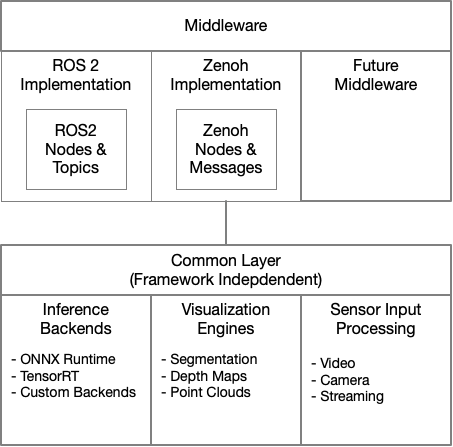 Middleware
ROS 2
Implementation
ROS2
Nodes &
Topics
Zenoh
Implementation
Zenoh
Nodes &
Messages
Future
Middleware
Common Layer
(Framework Indepdendent)
Inference
Backends
- ONNX Runtime
- TensorRT
- Custom Backends
Visualization
Engines
- Segmentation
- Depth Maps
- Point Clouds
Sensor Input
Processing
- Video
- Camera
- Streaming